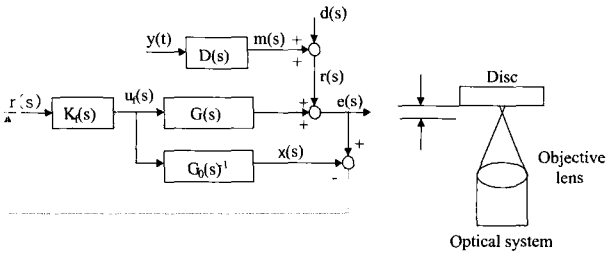 d(s)
y(t)
D(s)
m(s)
+
+
r(s)
r(s)
K_f(s)
u_f(s)
G(s)
+
+
e(s)
G_0(s)^-1
x(s)
+
-
Disc
Objective
lens
Optical system